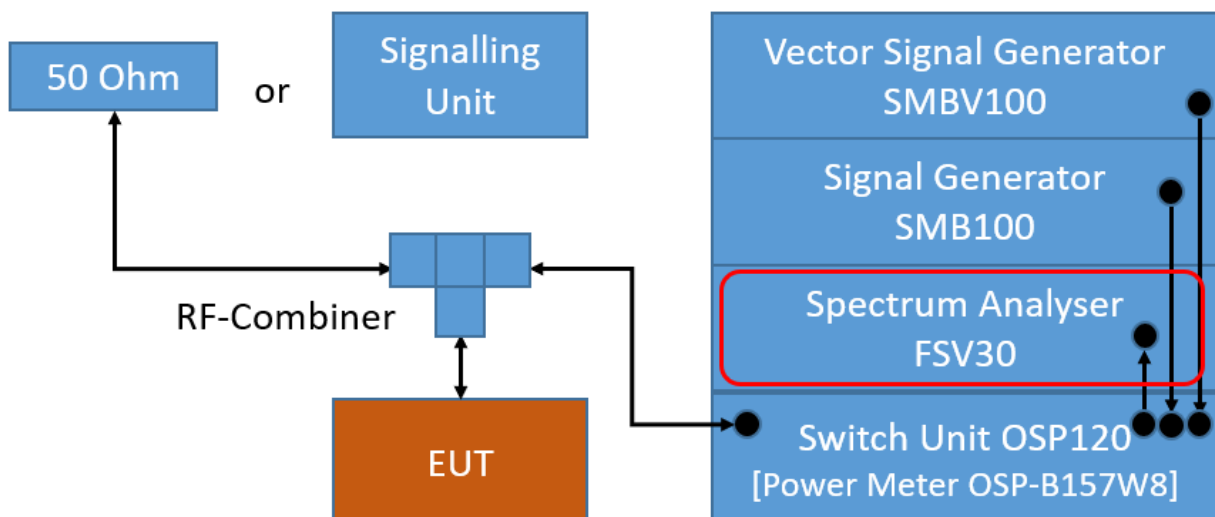 50 Ohm
or
Signalling
Unit
Vector Signal Generator
SMBV100
Signal Generator
SMB100
RF-Combiner
Spectrum Analyser
FSV30
EUT
Switch Unit OSP120
[Power Meter OSP-B157W8]